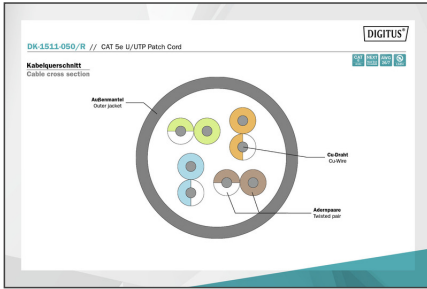 DIGITUS®
DK-1511-050/R // CAT 5e U/UTP Patch Cord
Kabelquerschnitt
Cable cross section
Außenmantel
Outer jacket
Cu-Draht
Cu-Wire
Adernpaare
Twisted pair